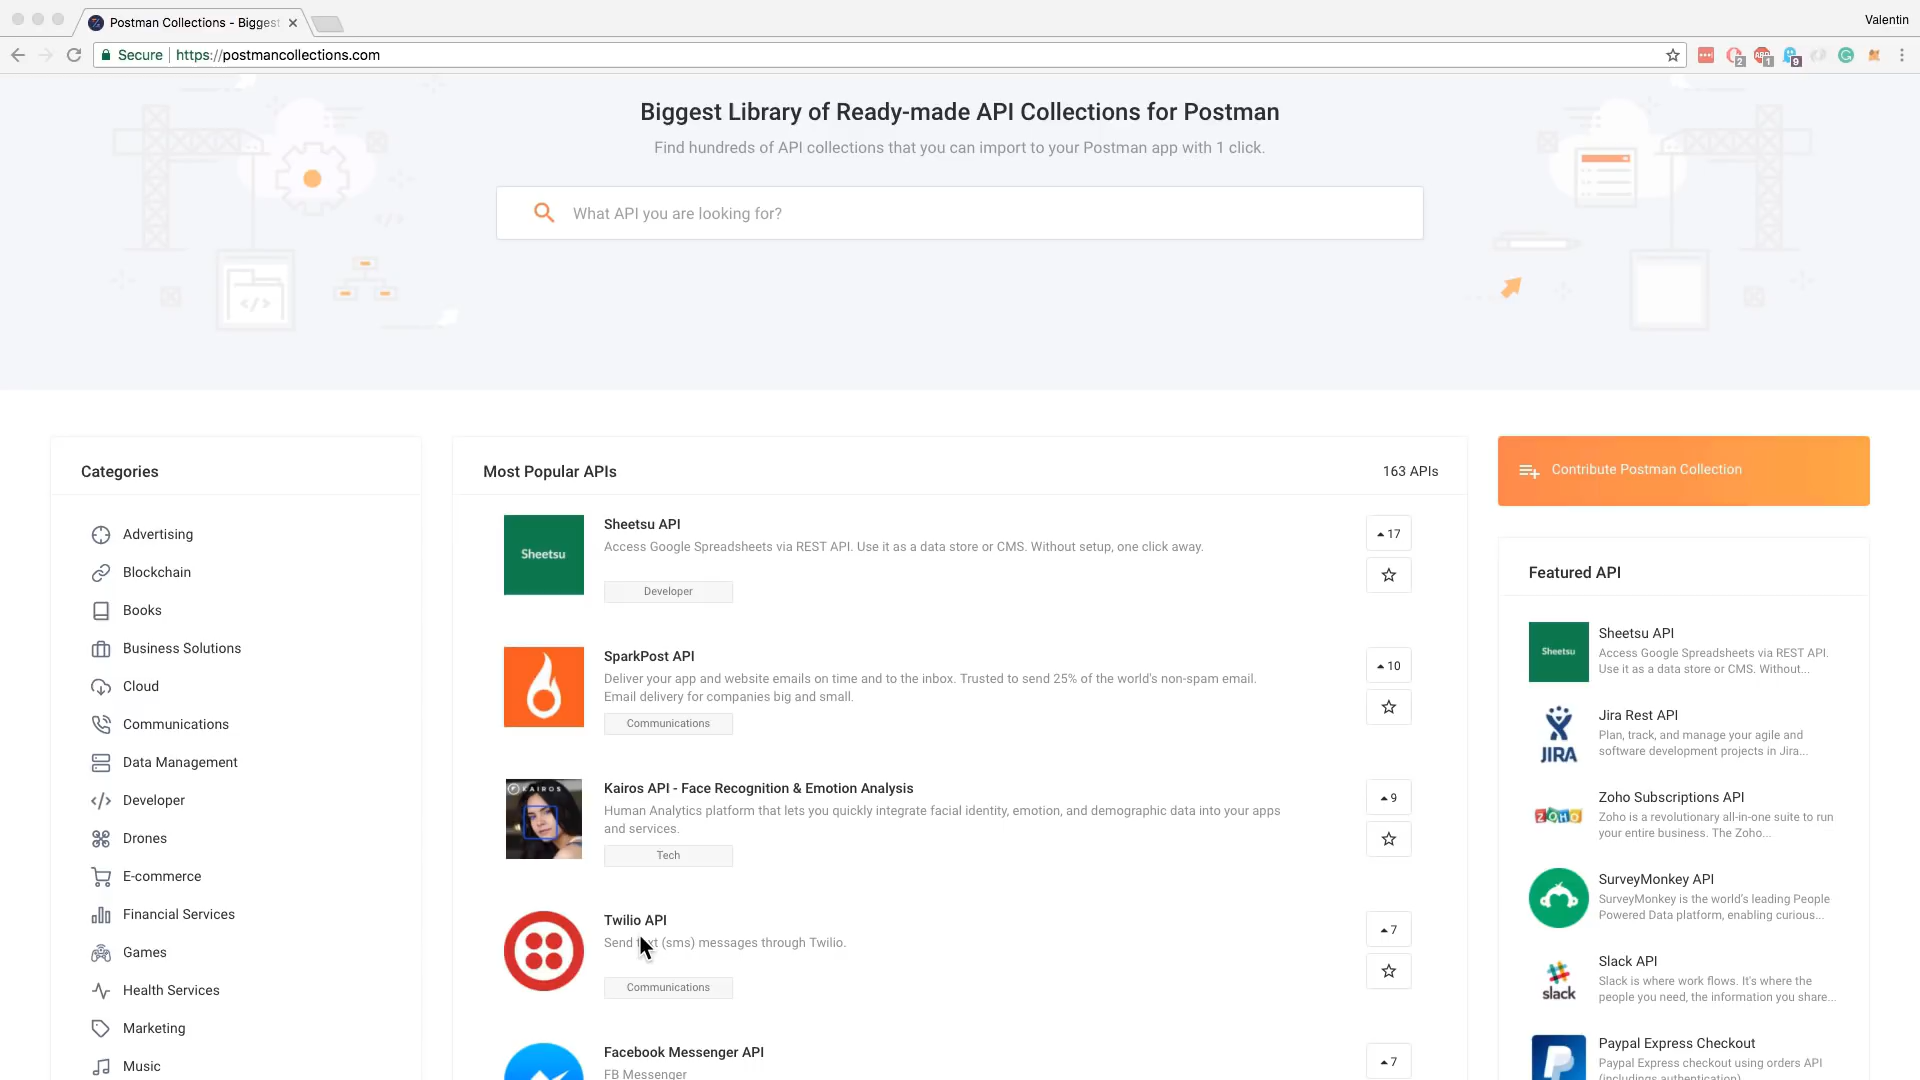 Postman Collections - Biggest
Valentin
Secure
https://postmancollections.com
2
1
9
Biggest Library of Ready-made API Collections for Postman
Find hundreds of API collections that you can import to your Postman app with 1 click.
What API you are looking for?
Categories
Advertising
Blockchain
Books
Business Solutions
Cloud
Communications
Data Management
Developer
Drones
E-commerce
Financial Services
Games
Health Services
Marketing
Music
Most Popular APIs
163 APIs
Sheetsu
Sheetsu API
Access Google Spreadsheets via REST API. Use it as a data store or CMS. Without setup, one click away.
Developer
17
SparkPost API
Deliver your app and website emails on time and to the inbox. Trusted to send 25% of the world's non-spam email.
Email delivery for companies big and small.
Communications
10
KAIROS
Kairos API - Face Recognition & Emotion Analysis
Human Analytics platform that lets you quickly integrate facial identity, emotion, and demographic data into your apps
and services.
Tech
9
Twilio API
Send text (sms) messages through Twilio.
Communications
7
Facebook Messenger API
FB Messenger
7
Contribute Postman Collection
Featured API
Sheetsu
Sheetsu API
Access Google Spreadsheets via REST API.
Use it as a data store or CMS. Without...
JIRA
Jira Rest API
Plan, track, and manage your agile and
software development projects in Jira...
ZOHO
Zoho Subscriptions API
Zoho is a revolutionary all-in-one suite to run
your entire business. The Zoho...
SurveyMonkey API
SurveyMonkey is the world's leading People
Powered Data platform, enabling curious...
slack
Slack API
Slack is where work flows. It's where the
people you need, the information you share...
Paypal Express Checkout
Paypal Express checkout using orders API
(including authentication)